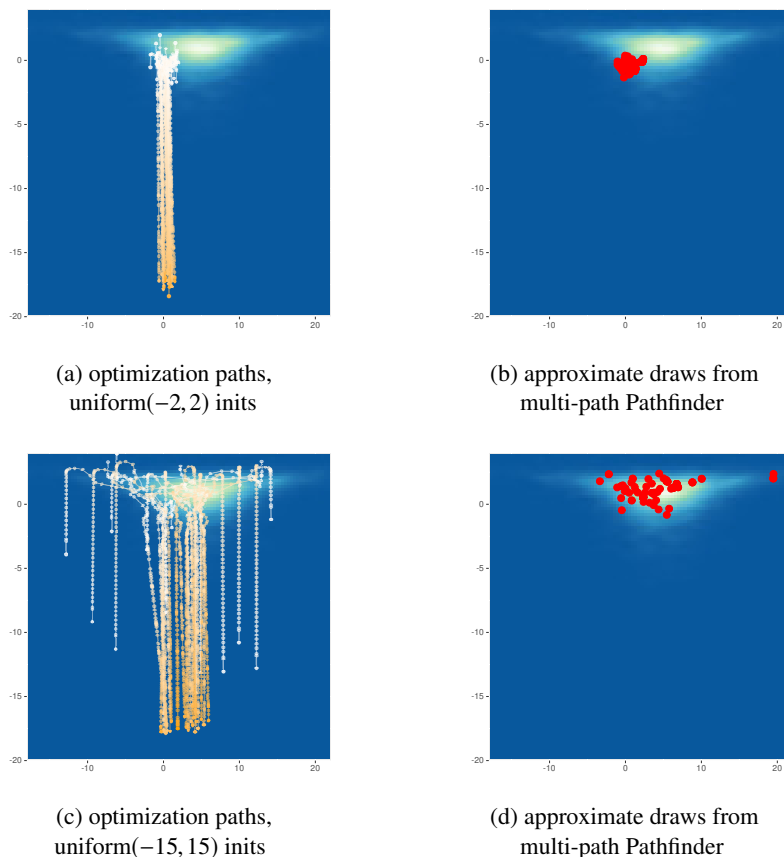 0
-5
-10
-15
-20
-10 0 10 20
0
-5
-10
-15
-20
-10 0 10 20
(a) optimization paths,
uniform(−2, 2) inits
(b) approximate draws from
multi-path Pathfinder
0
-5
-10
-15
-20
-10 0 10 20
0
-5
-10
-15
-20
-10 0 10 20
(c) optimization paths,
uniform(−15, 15) inits
(d) approximate draws from
multi-path Pathfinder